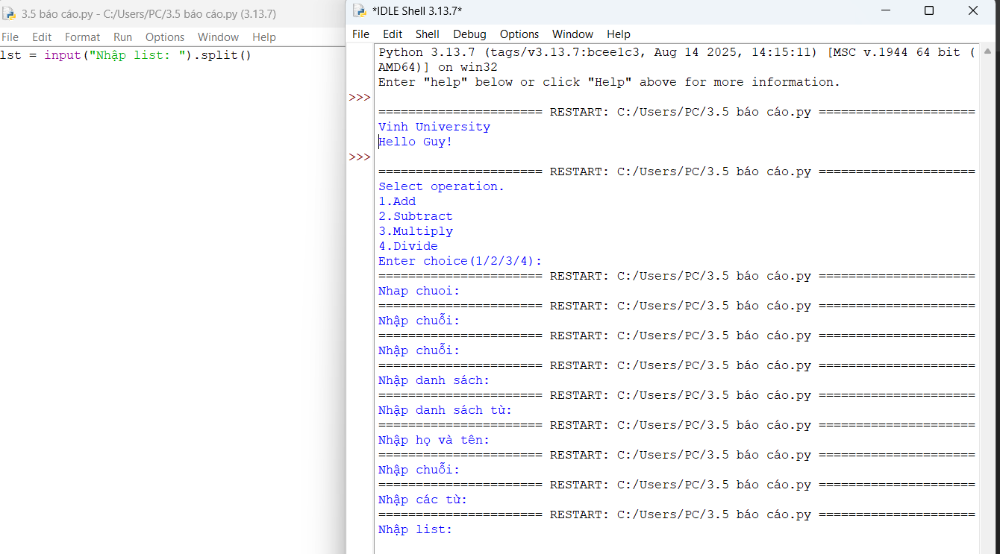 3.5 báo cáo.py - C:/Users/PC/3.5 báo cáo.py (3.13.7)
File Edit Format Run Options Window Help
lst = input("Nhập list: ").split()
*IDLE Shell 3.13.7*
File Edit Shell Debug Options Window Help
Python 3.13.7 (tags/v3.13.7:bcee1c3, Aug 14 2025, 14:15:11) [MSC v.1944 64 bit (
AMD64)] on win32
Enter "help" below or click "Help" above for more information.
>>>
====================== RESTART: C:/Users/PC/3.5 báo cáo.py =====================
Vinh University
Hello Guy!
>>>
====================== RESTART: C:/Users/PC/3.5 báo cáo.py =====================
Select operation.
1.Add
2.Subtract
3.Multiply
4.Divide
Enter choice(1/2/3/4):
====================== RESTART: C:/Users/PC/3.5 báo cáo.py =====================
Nhap chuoi:
====================== RESTART: C:/Users/PC/3.5 báo cáo.py =====================
Nhập chuỗi:
====================== RESTART: C:/Users/PC/3.5 báo cáo.py =====================
Nhập chuỗi:
====================== RESTART: C:/Users/PC/3.5 báo cáo.py =====================
Nhập danh sách:
====================== RESTART: C:/Users/PC/3.5 báo cáo.py =====================
Nhập danh sách từ:
====================== RESTART: C:/Users/PC/3.5 báo cáo.py =====================
Nhập họ và tên:
====================== RESTART: C:/Users/PC/3.5 báo cáo.py =====================
Nhập chuỗi:
====================== RESTART: C:/Users/PC/3.5 báo cáo.py =====================
Nhập các từ:
====================== RESTART: C:/Users/PC/3.5 báo cáo.py =====================
Nhập list: